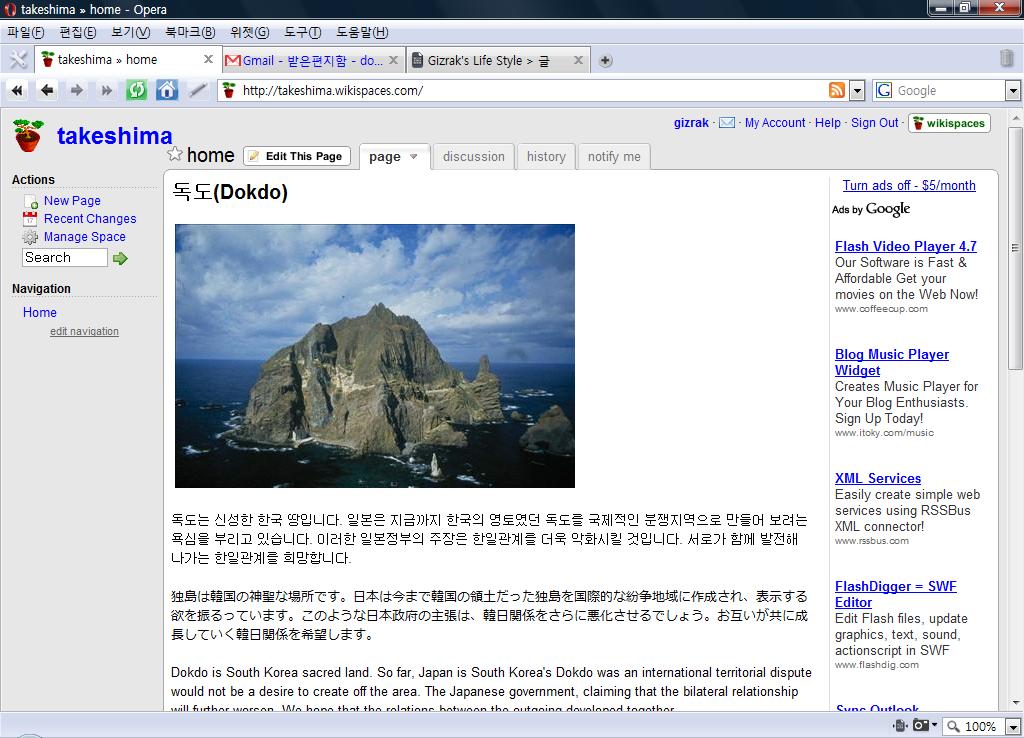 takeshima » home - Opera
파일(F) 편집(E) 보기(V) 북마크(B) 위젯(G) 도구(T) 도움말(H)
takeshima » home
Gmail - 받은편지함 - do...
Gizrak's Life Style > 글
http://takeshima.wikispaces.com/
Google
takeshima
gizrak · My Account · Help · Sign Out · wikispaces
home
Edit This Page
page
discussion
history
notify me
Actions
New Page
Recent Changes
Manage Space
Search
Navigation
Home
edit navigation
독도(Dokdo)
독도는 신성한 한국 땅입니다. 일본은 지금까지 한국의 영토였던 독도를 국제적인 분쟁지역으로 만들어 보려는
욕심을 부리고 있습니다. 이러한 일본정부의 주장은 한일관계를 더욱 악화시킬 것입니다. 서로가 함께 발전해
나가는 한일관계를 희망합니다.
独島は韓国の神聖な場所です。日本は今まで韓国の領土だった独島を国際的な紛争地域に作成され、表示する
欲を振るっています。このような日本政府の主張は、韓日関係をさらに悪化させるでしょう。お互いが共に成
長していく韓日関係を希望します。
Dokdo is South Korea sacred land. So far, Japan is South Korea's Dokdo was an international territorial dispute
would not be a desire to create off the area. The Japanese government, claiming that the bilateral relationship
will further worsen. We hope that the relations between the outgoing developed together.
Turn ads off - $5/month
Ads by Google
Flash Video Player 4.7
Our Software is Fast &
Affordable Get your
movies on the Web Now!
www.coffeecup.com
Blog Music Player
Widget
Creates Music Player for
Your Blog Enthusiasts.
Sign Up Today!
www.itoky.com/music
XML Services
Easily create simple web
services using RSSBus
XML connector!
www.rssbus.com
FlashDigger = SWF
Editor
Edit Flash files, update
graphics, text, sound,
actionscript in SWF
www.flashdig.com
Sync Outlook
100%